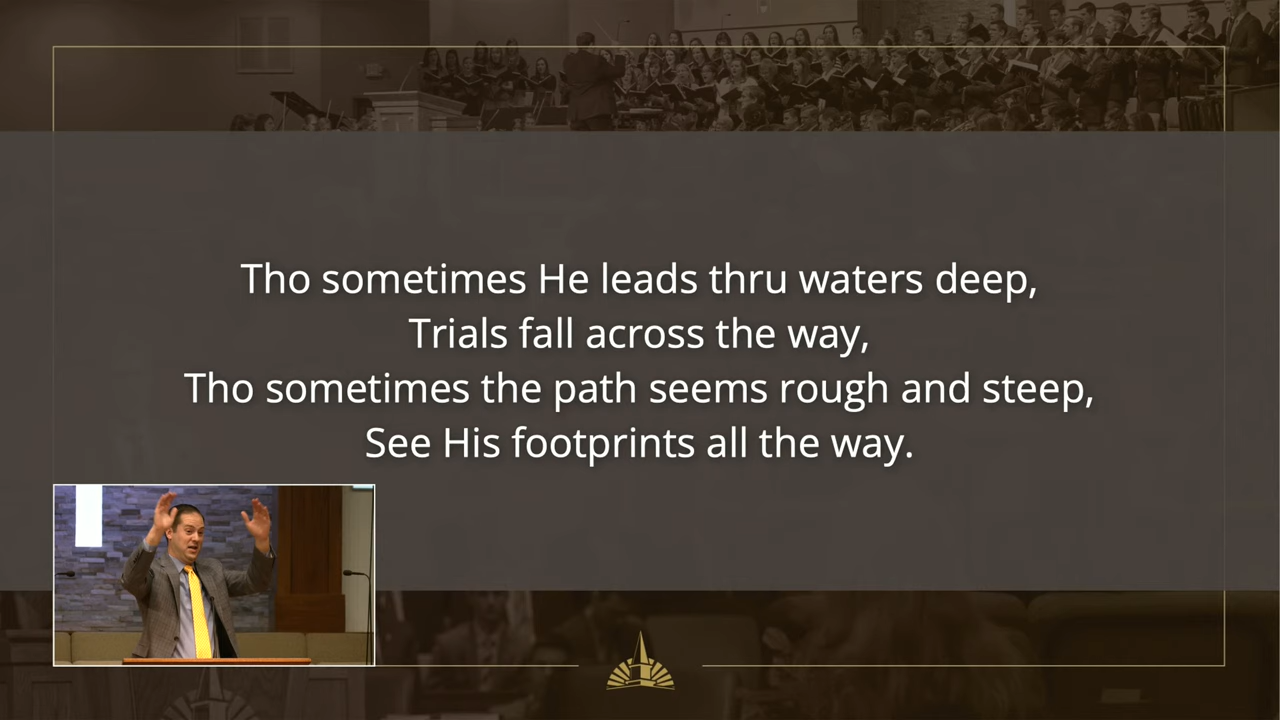 Tho sometimes He leads thru waters deep,
Trials fall across the way,
Tho sometimes the path seems rough and steep,
See His footprints all the way.